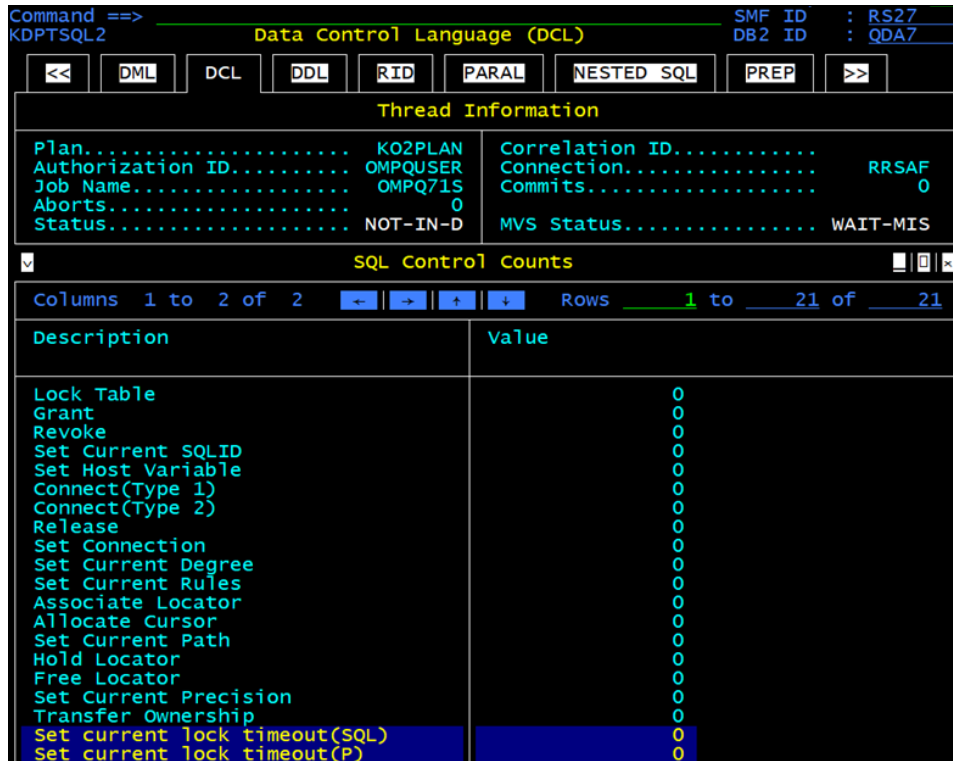 Command ==> SMF ID : RS27
KDPTSQL2 Data Control Language (DCL) DB2 ID : QDA7
<< DML DCL DDL RID PARAL NESTED SQL PREP >>
Thread Information
Plan...................... KO2PLAN Correlation ID............
Authorization ID.......... OMPQUSER Connection................ RRSAF
Job Name.................. OMPQ71S Commits................... 0
Aborts.................... 0
Status.................... NOT-IN-D MVS Status................ WAIT-MIS
SQL Control Counts
Columns 1 to 2 of 2 ← → ↑ ↓ Rows 1 to 21 of 21
Description Value
Lock Table 0
Grant 0
Revoke 0
Set Current SQLID 0
Set Host Variable 0
Connect(Type 1) 0
Connect(Type 2) 0
Release 0
Set Connection 0
Set Current Degree 0
Set Current Rules 0
Associate Locator 0
Allocate Cursor 0
Set Current Path 0
Hold Locator 0
Free Locator 0
Set Current Precision 0
Transfer Ownership 0
Set current lock timeout(SQL) 0
Set current lock timeout(P) 0